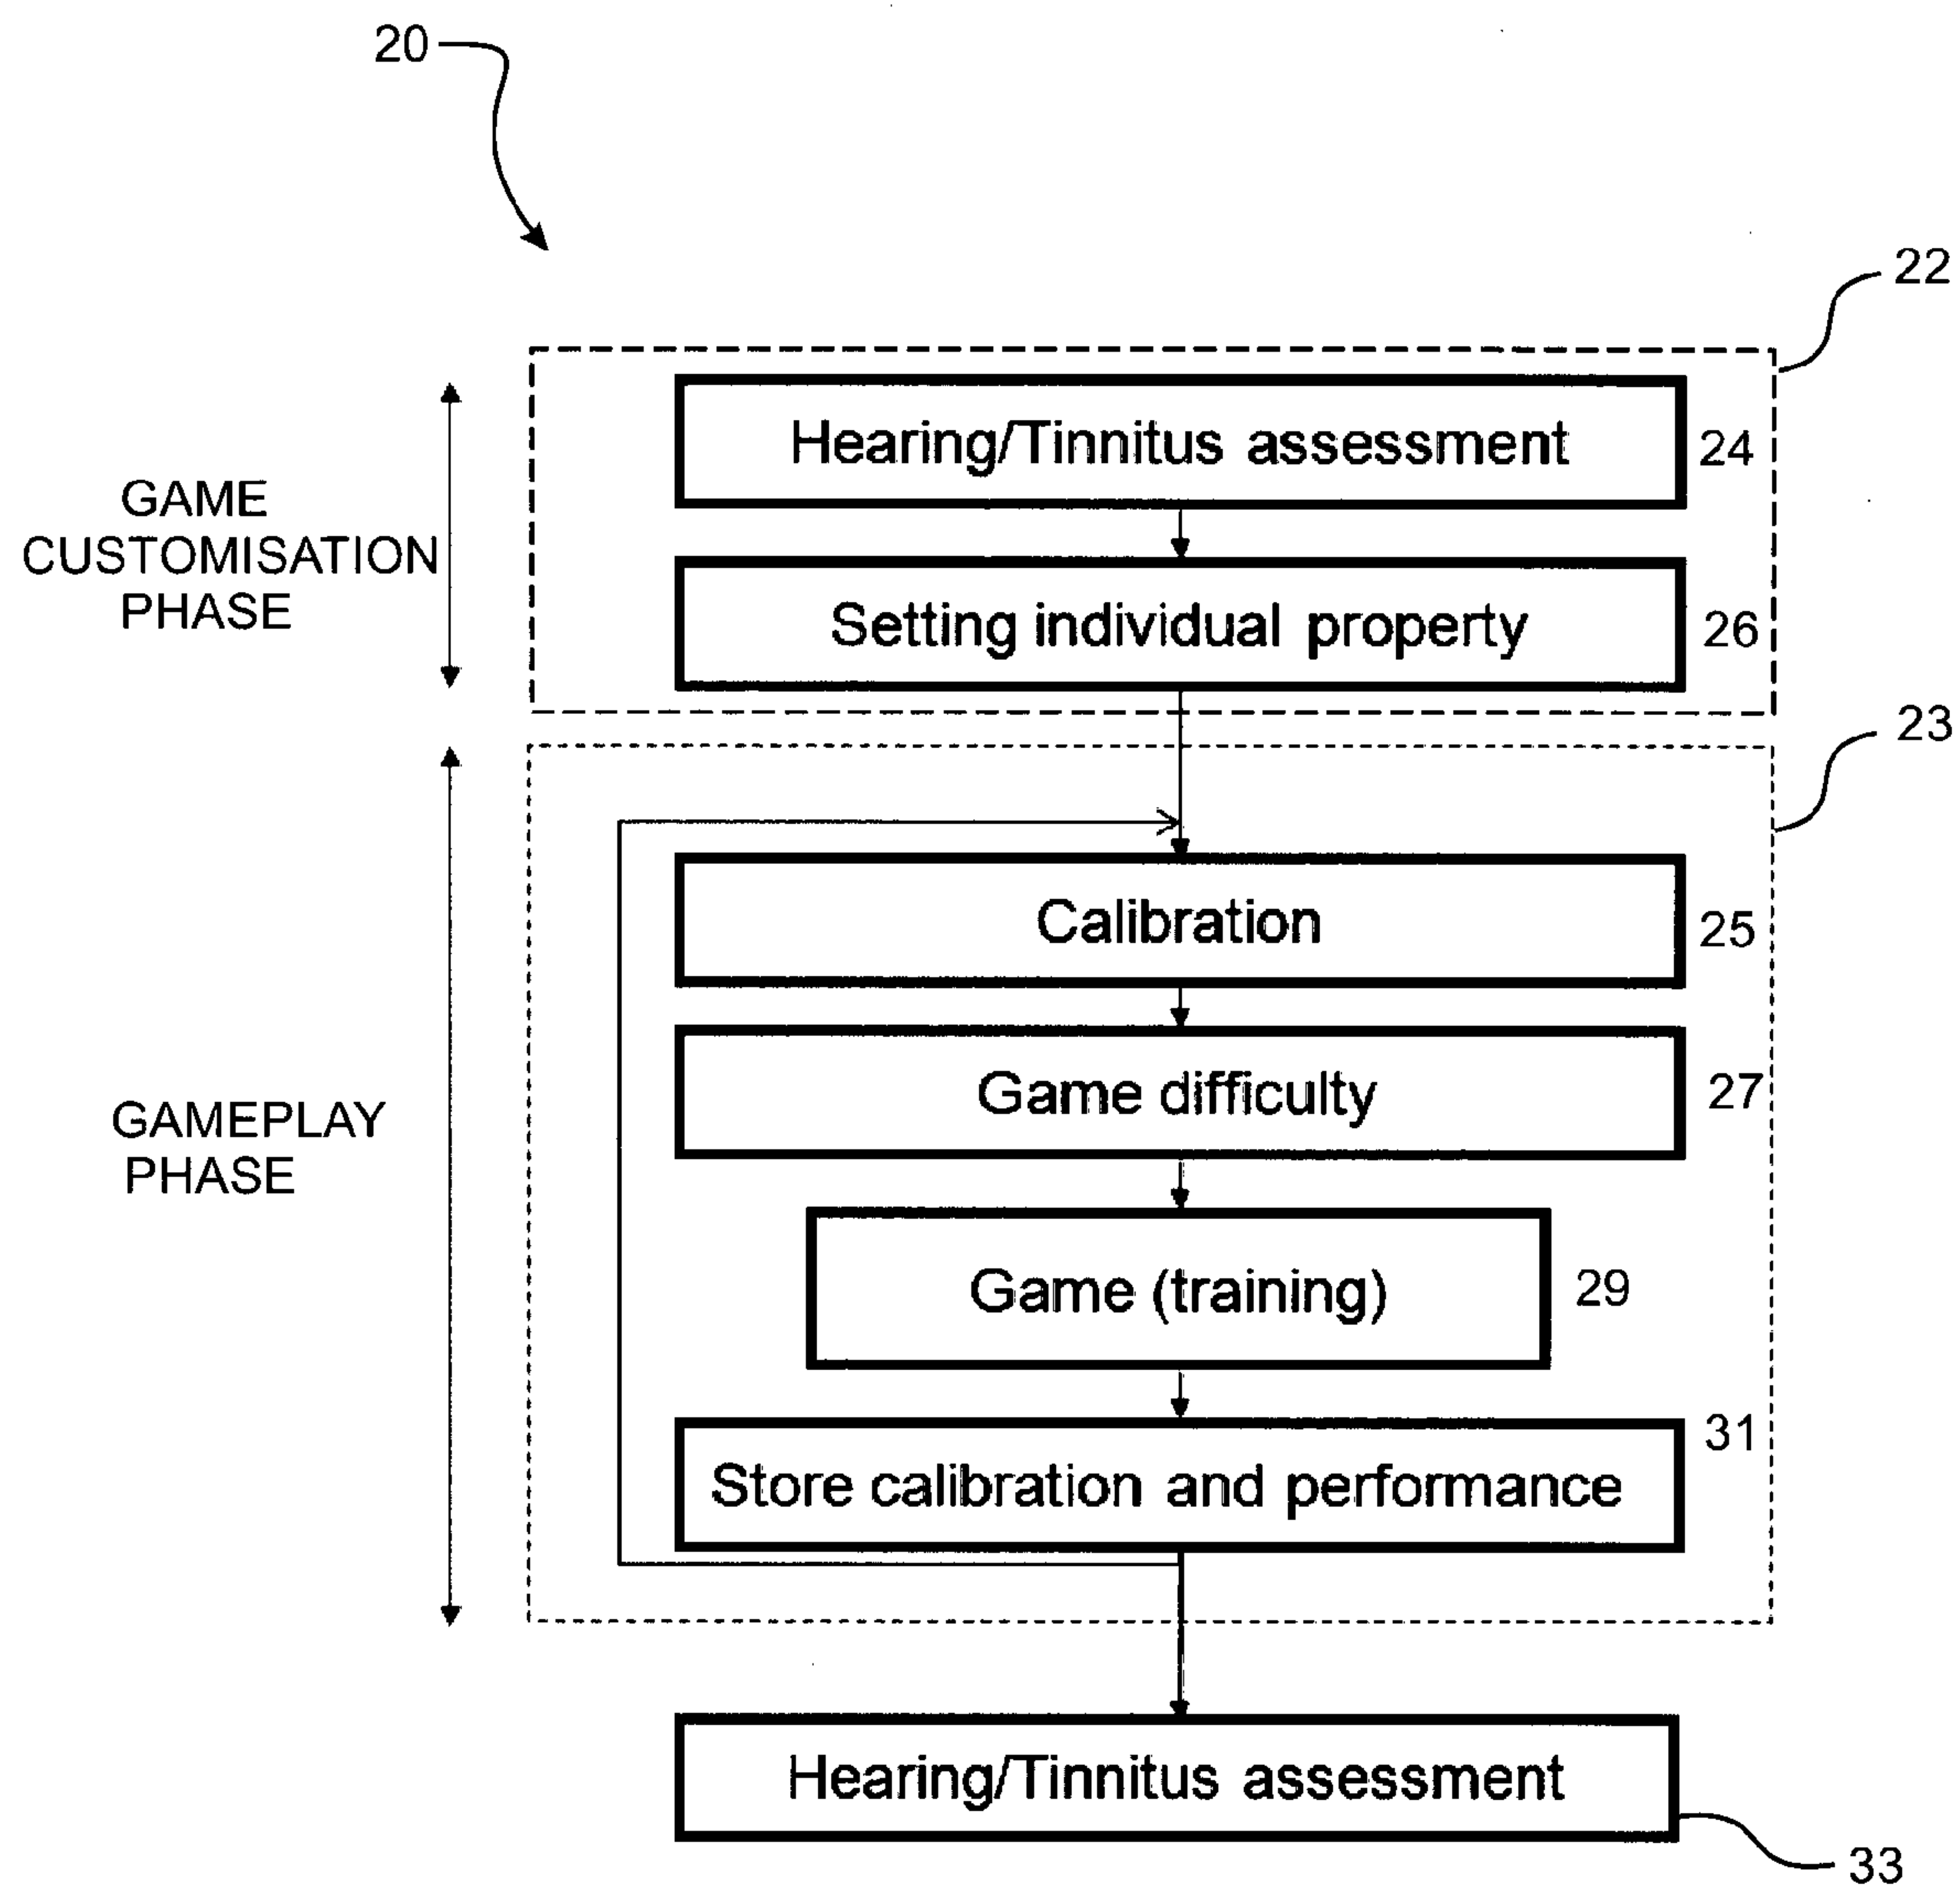 20
22
Hearing/Tinnitus assessment
24
GAME
CUSTOMISATION
PHASE
Setting individual property
26
23
Calibration
25
Game difficulty
27
GAMEPLAY
PHASE
Game (training)
29
31
Store calibration and performance
Hearing/Tinnitus assessment
33